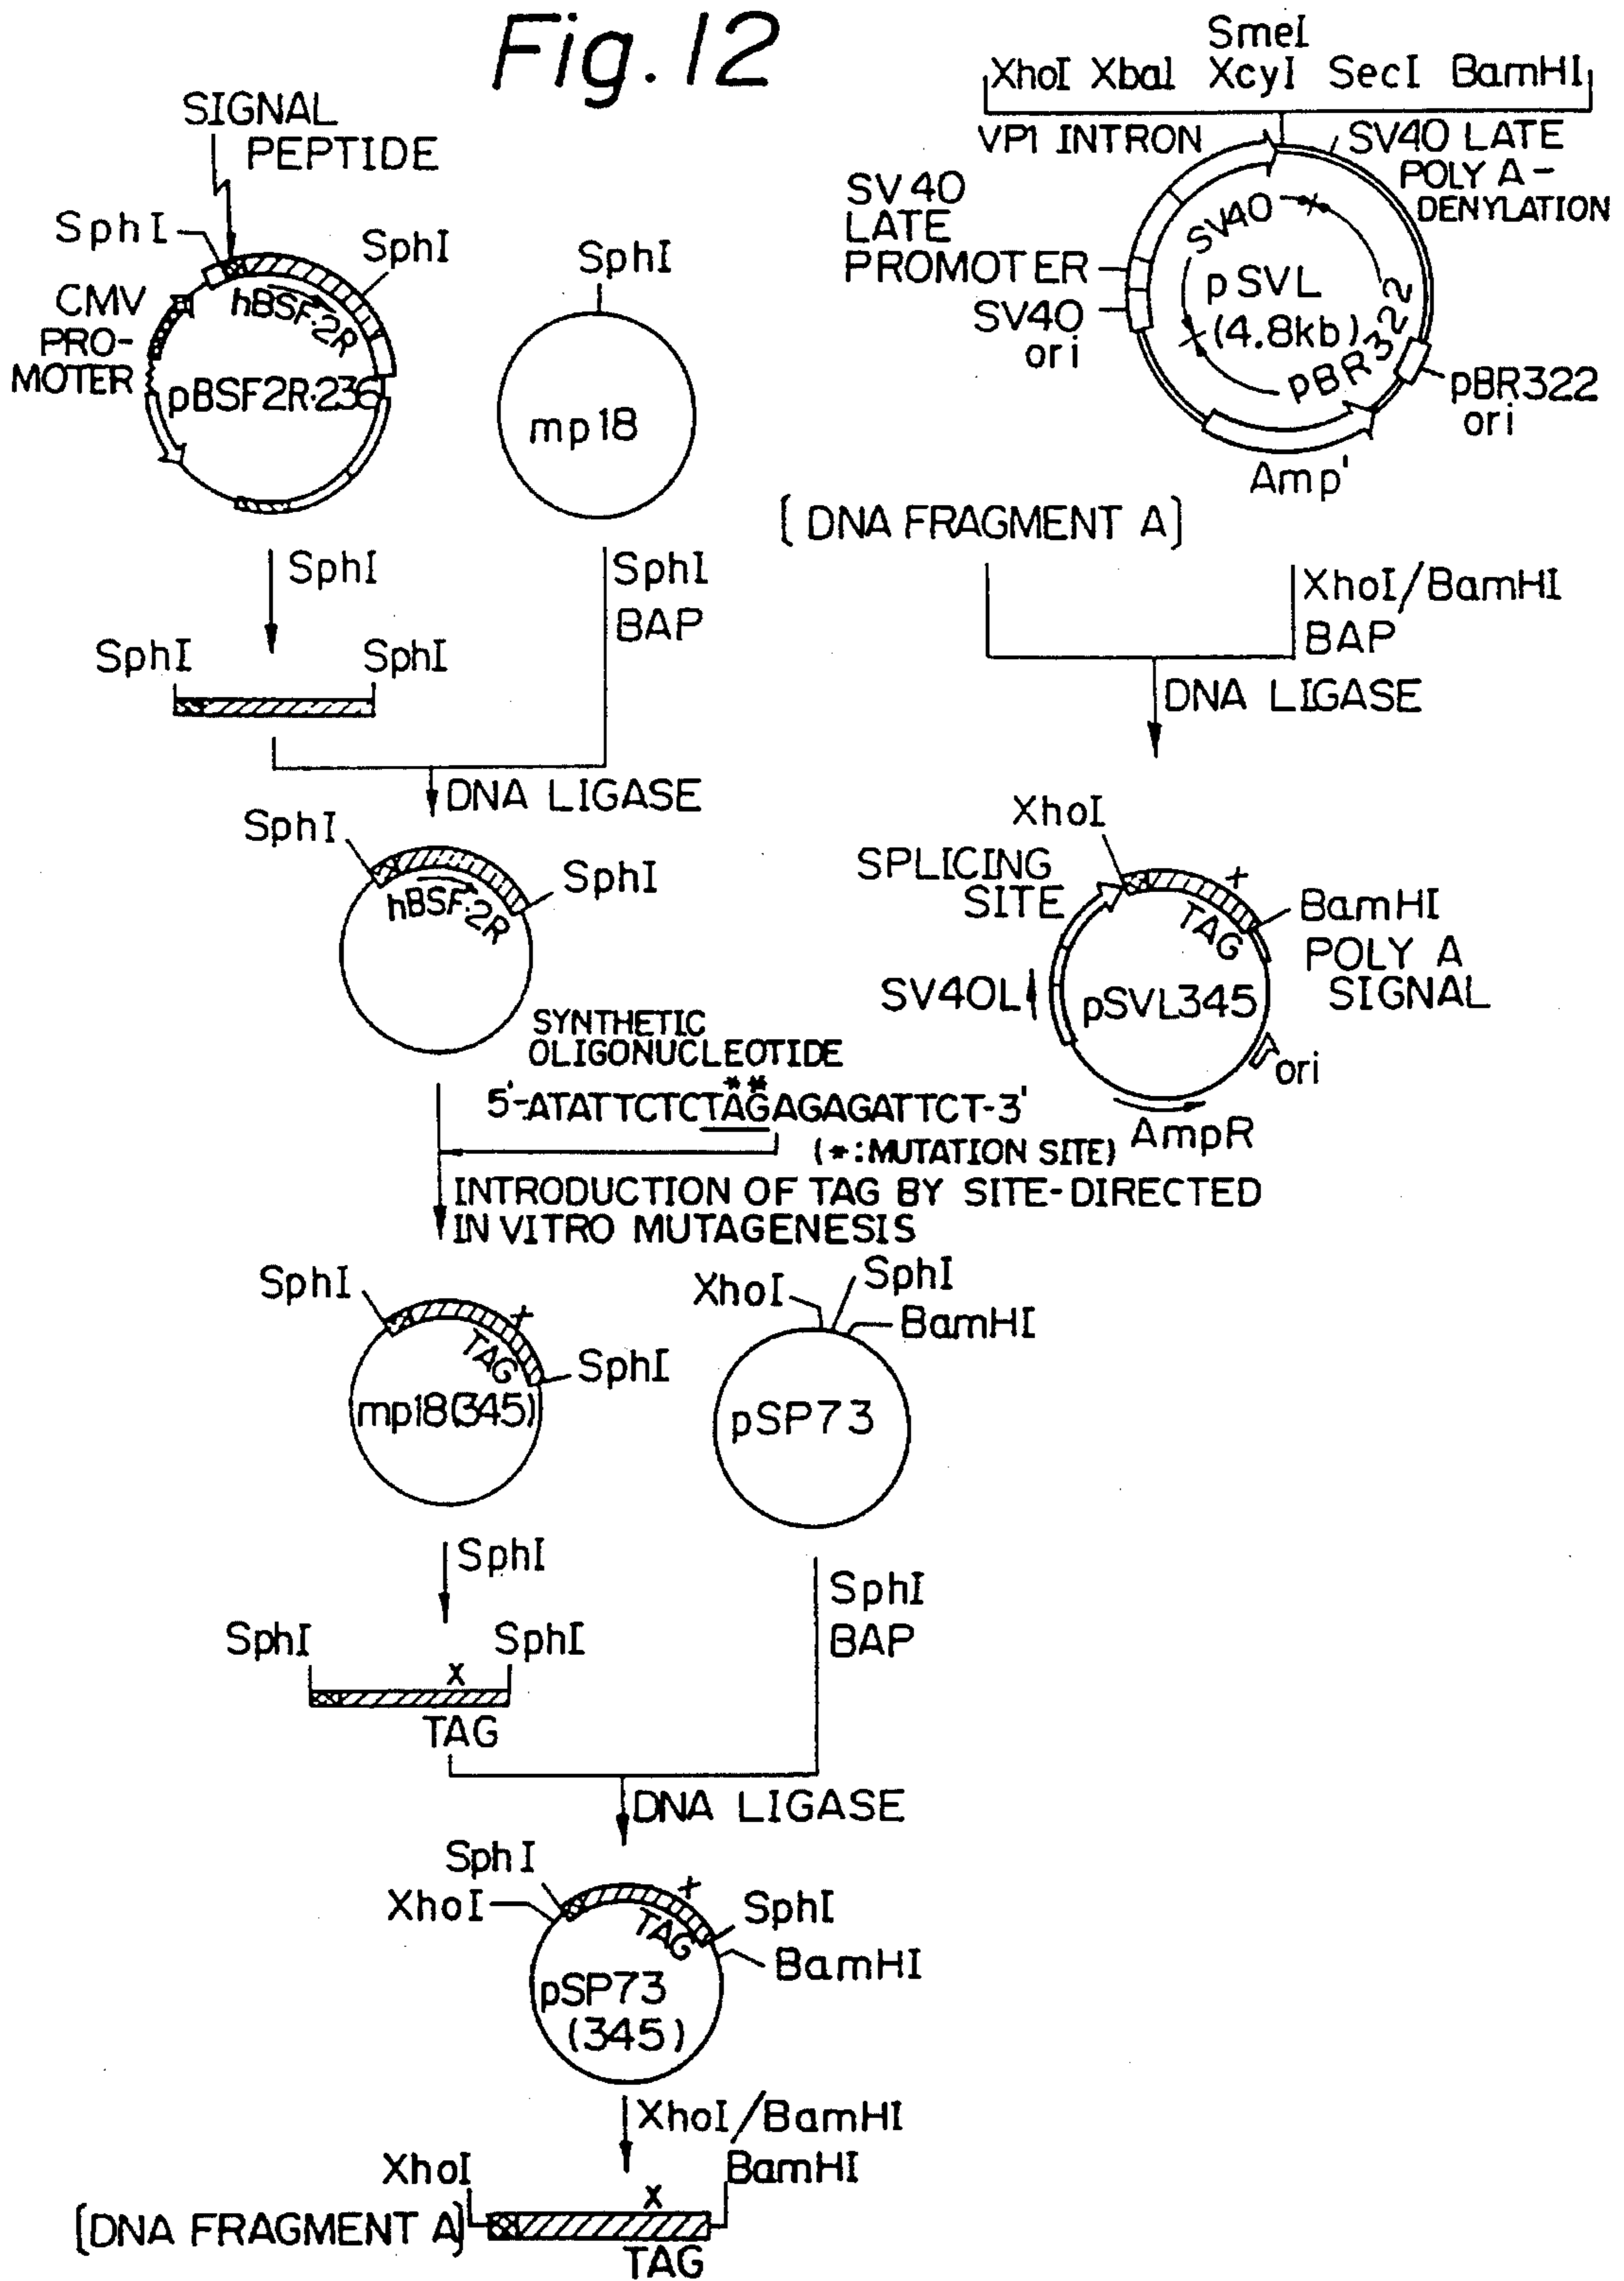 Fig. 12
SIGNAL
PEPTIDE
SphI
SphI
CMV
PRO-
MOTER
hBSF·2R
pBSF2R·236
SphI
mp18
SmeI
XhoI XbaI XcyI SecI BamHI
VP1 INTRON
SV40 LATE
POLY A-
DENYLATION
SV40
LATE
PROMOTER
SV40
ori
SV40
pSVL
(4.8kb)
pBR322
pBR322
ori
Amp'
[DNA FRAGMENT A]
SphI
SphI
BAP
XhoI/BamHI
BAP
SphI
SphI
DNA LIGASE
DNA LIGASE
SphI
SphI
hBSF·2R
XhoI
SPLICING
SITE
x
TAG
BamHI
POLY A
SIGNAL
SV40L
pSVL345
ori
AmpR
SYNTHETIC
OLIGONUCLEOTIDE
**
5'-ATATTCTCTAGAGAGATTCT-3'
(*:MUTATION SITE)
INTRODUCTION OF TAG BY SITE-DIRECTED
IN VITRO MUTAGENESIS
SphI
x
TAG
SphI
mp18(345)
XhoI
SphI
BamHI
pSP73
SphI
SphI
BAP
SphI
SphI
x
TAG
DNA LIGASE
SphI
XhoI
x
TAG
SphI
BamHI
pSP73
(345)
XhoI/BamHI
XhoI
BamHI
x
[DNA FRAGMENT A]
TAG